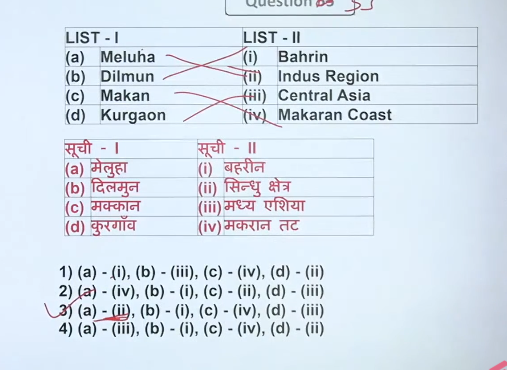 Question 33
LIST - I LIST - II
(a) Meluha (i) Bahrin
(b) Dilmun (ii) Indus Region
(c) Makan (iii) Central Asia
(d) Kurgaon (iv) Makaran Coast
सूची - I सूची - II
(a) मेलुहा (i) बहरीन
(b) दिलमुन (ii) सिन्धु क्षेत्र
(c) मक्कान (iii) मध्य एशिया
(d) कुरगाँव (iv) मकरान तट
1) (a) - (i), (b) - (iii), (c) - (iv), (d) - (ii)
2) (a) - (iv), (b) - (i), (c) - (ii), (d) - (iii)
3) (a) - (ii), (b) - (i), (c) - (iv), (d) - (iii)
4) (a) - (iii), (b) - (i), (c) - (iv), (d) - (ii)